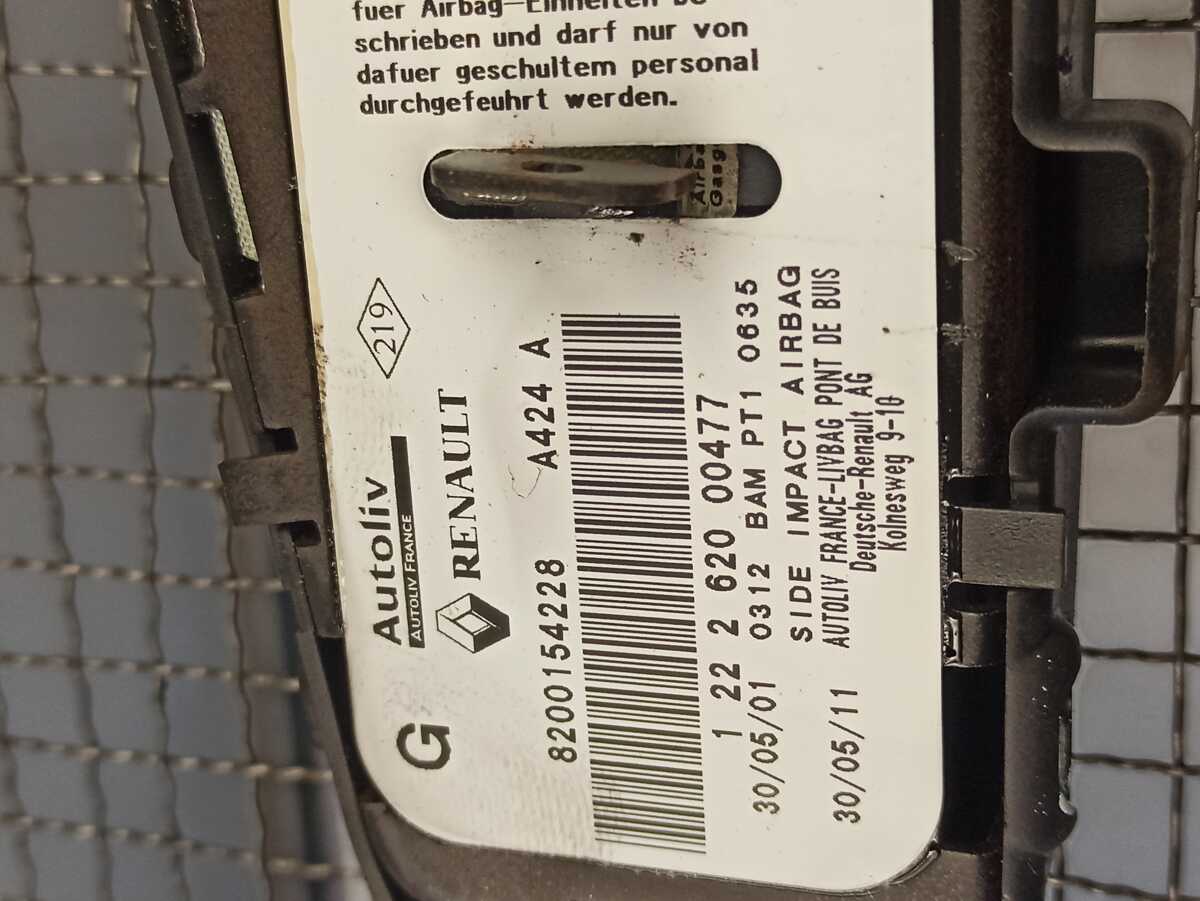 fuer Airbag-Einheiten be
schrieben und darf nur von
dafuer geschultem personal
durchgefeuhrt werden.
Airba
Gasg
G
Autoliv
AUTOLIV FRANCE
219
RENAULT
8200154228 A424 A
1 22 2 620 00477
30/05/01 0312 BAM PT1 0635
SIDE IMPACT AIRBAG
30/05/11 AUTOLIV FRANCE-LIVBAG PONT DE BUIS
Deutsche-Renault AG
Kolnesweg 9-10